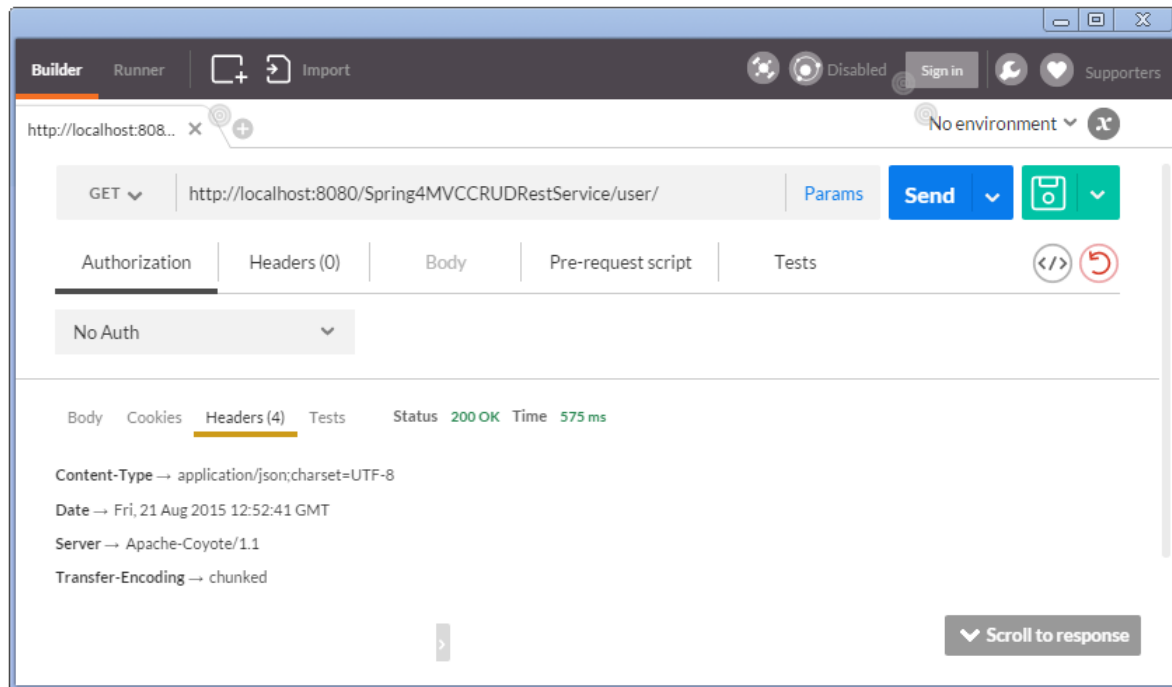 Builder Runner Import Disabled Sign in Supporters
http://localhost:808... No environment
GET http://localhost:8080/Spring4MVCCRUDRestService/user/ Params Send
Authorization Headers (0) Body Pre-request script Tests
No Auth
Body Cookies Headers (4) Tests Status 200 OK Time 575 ms
Content-Type → application/json;charset=UTF-8
Date → Fri, 21 Aug 2015 12:52:41 GMT
Server → Apache-Coyote/1.1
Transfer-Encoding → chunked
Scroll to response